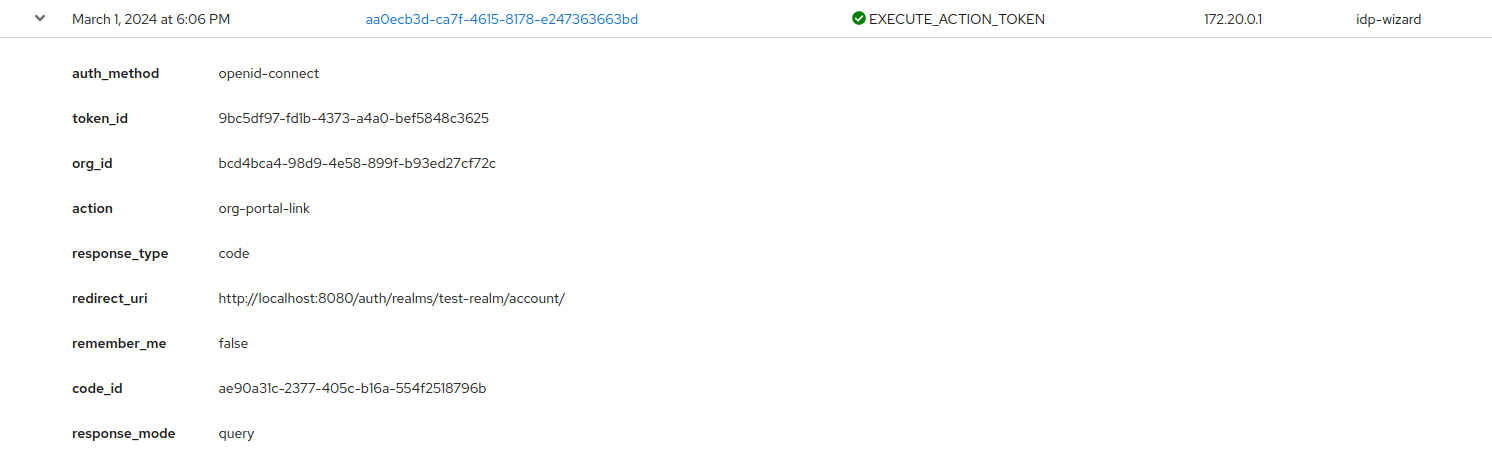 March 1, 2024 at 6:06 PM aa0ecb3d-ca7f-4615-8178-e247363663bd EXECUTE_ACTION_TOKEN 172.20.0.1 idp-wizard
auth_method openid-connect
token_id 9bc5df97-fd1b-4373-a4a0-bef5848c3625
org_id bcd4bca4-98d9-4e58-899f-b93ed27cf72c
action org-portal-link
response_type code
redirect_uri http://localhost:8080/auth/realms/test-realm/account/
remember_me false
code_id ae90a31c-2377-405c-b16a-554f2518796b
response_mode query